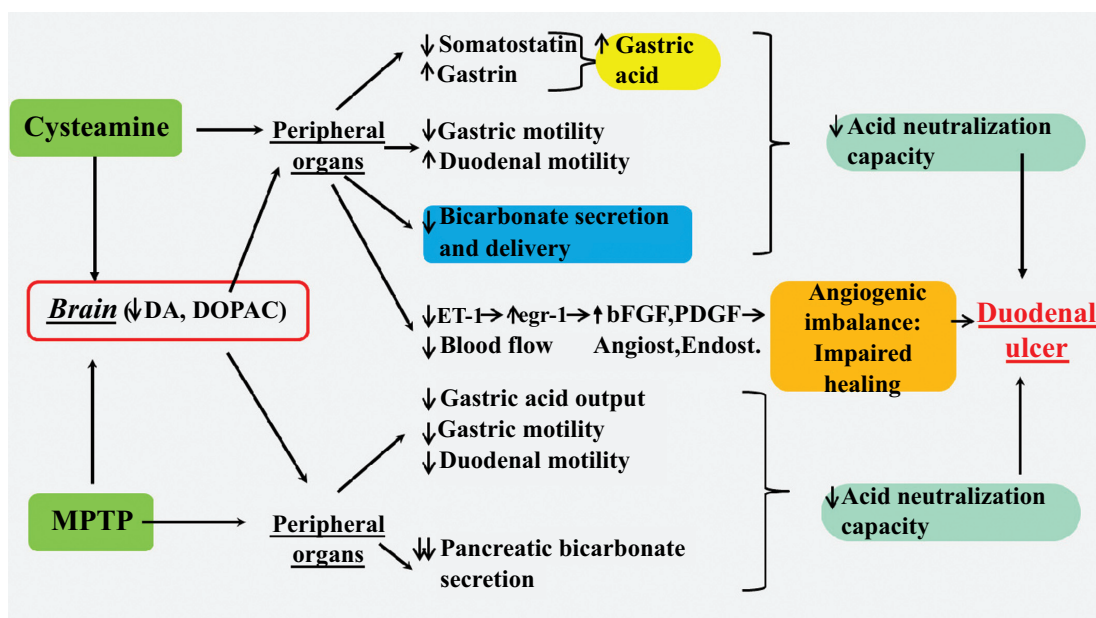 ↓Somatostatin
↑Gastrin
↑ Gastric
acid
Cysteamine
Peripheral
organs
↓Gastric motility
↑Duodenal motility
↓Acid neutralization
capacity
↓Bicarbonate secretion
and delivery
Brain (↓DA, DOPAC)
↓ET-1→↑egr-1→↑bFGF,PDGF→
↓Blood flow
Angiost,Endost.
Angiogenic
imbalance:
Impaired
healing
Duodenal
ulcer
↓Gastric acid output
↓Gastric motility
↓Duodenal motility
MPTP
Peripheral
organs
↓↓Pancreatic bicarbonate
secretion
↓Acid neutralization
capacity